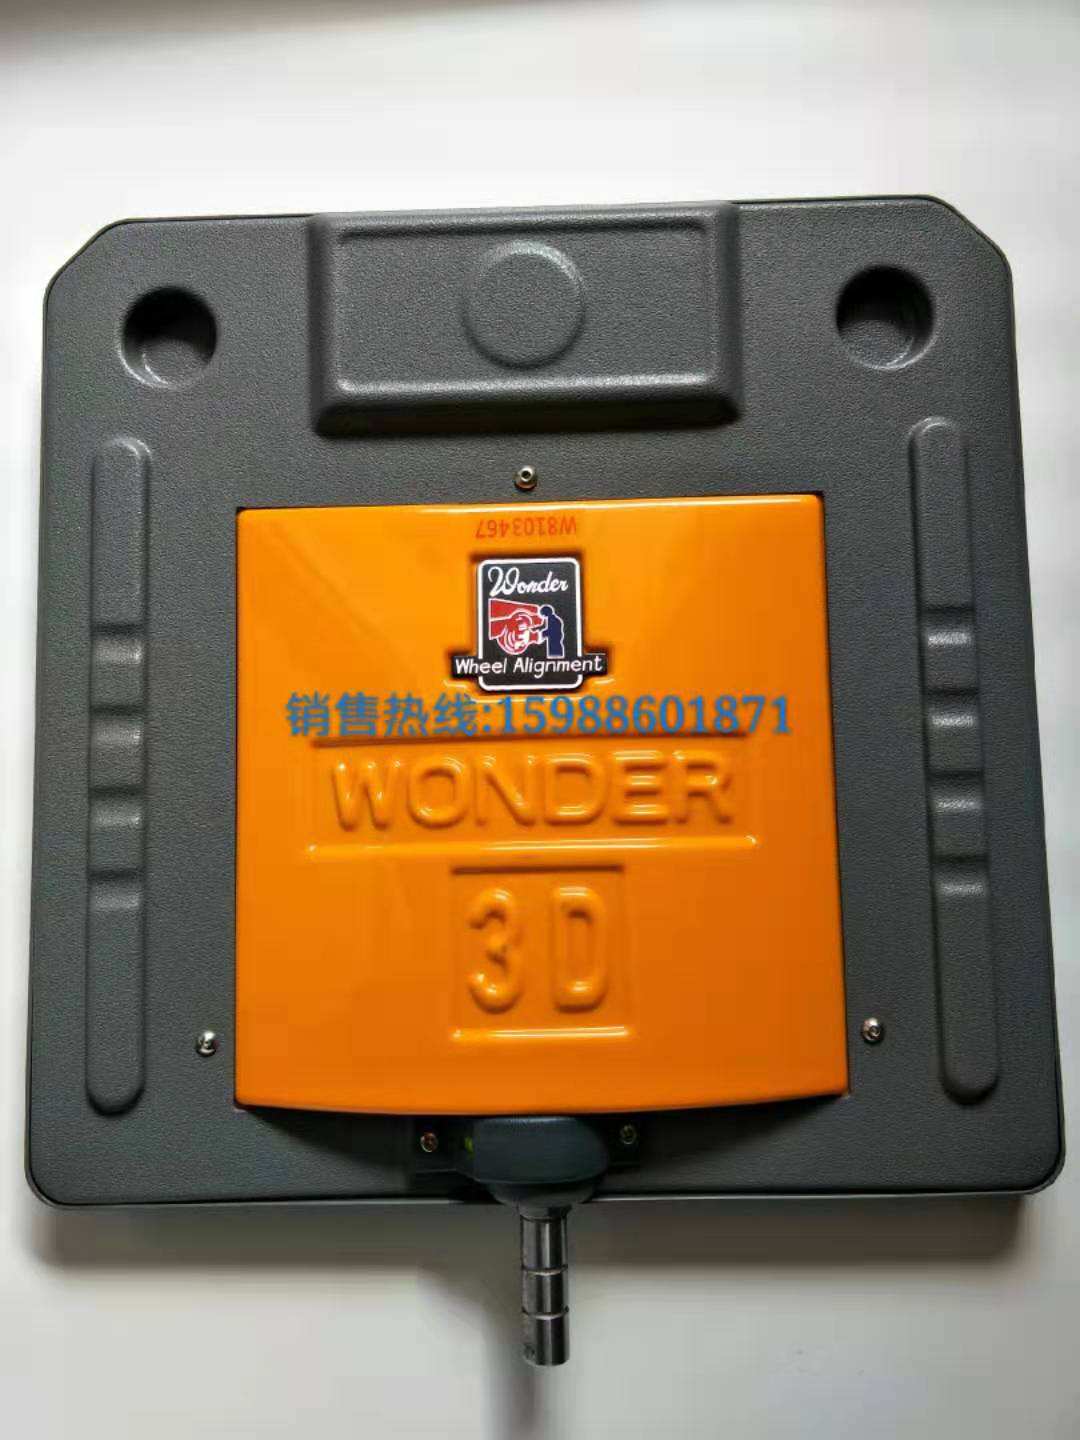 W8103467
Wonder
Wheel Alignment
销售热线:15988601871
WONDER
3D